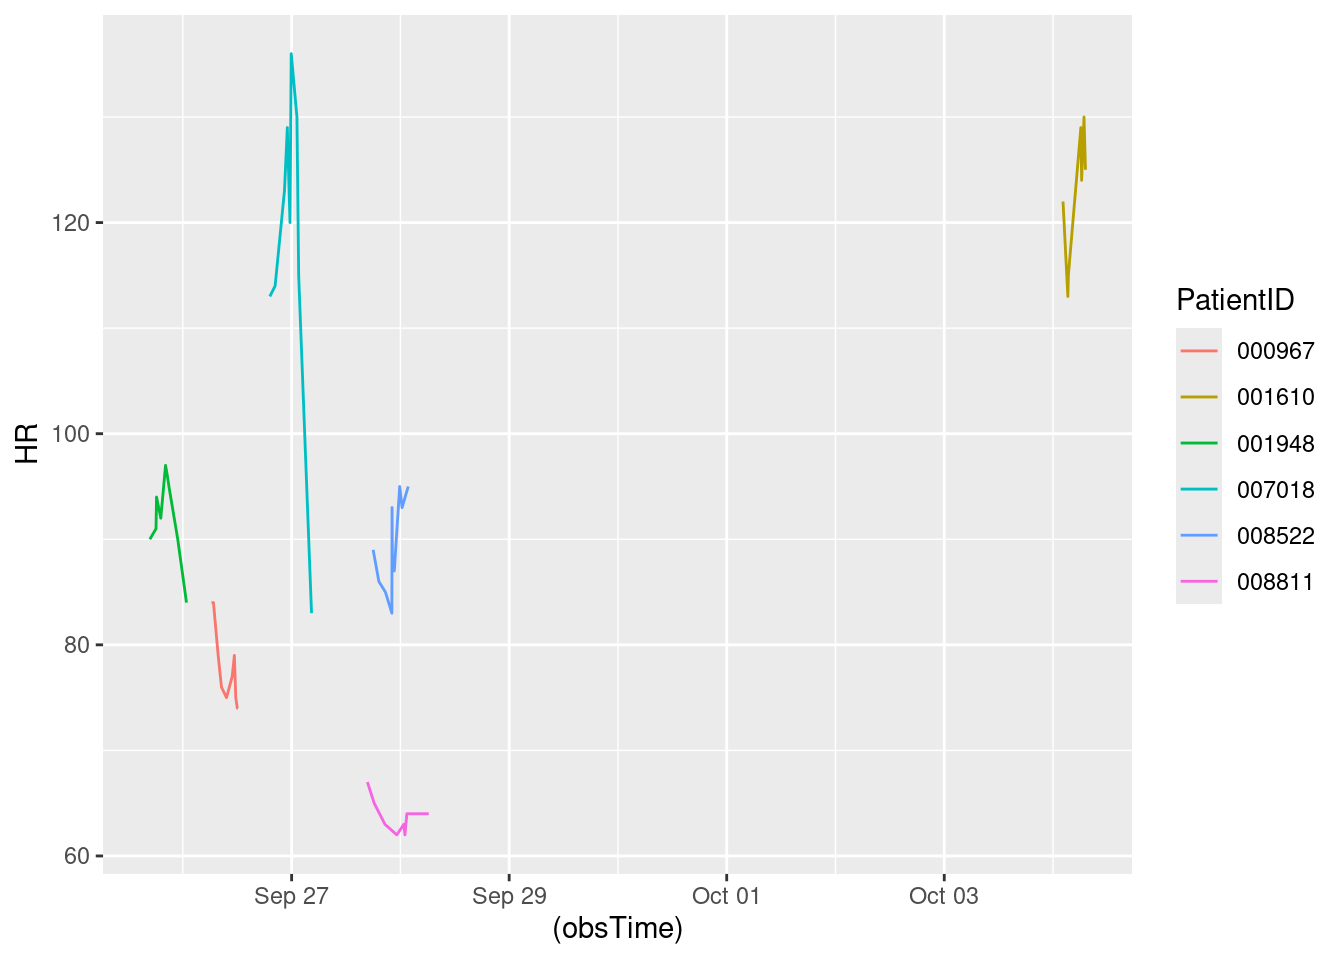 120
100
80
60
HR
Sep 27
Sep 29
Oct 01
Oct 03
(obsTime)
PatientID
000967
001610
001948
007018
008522
008811